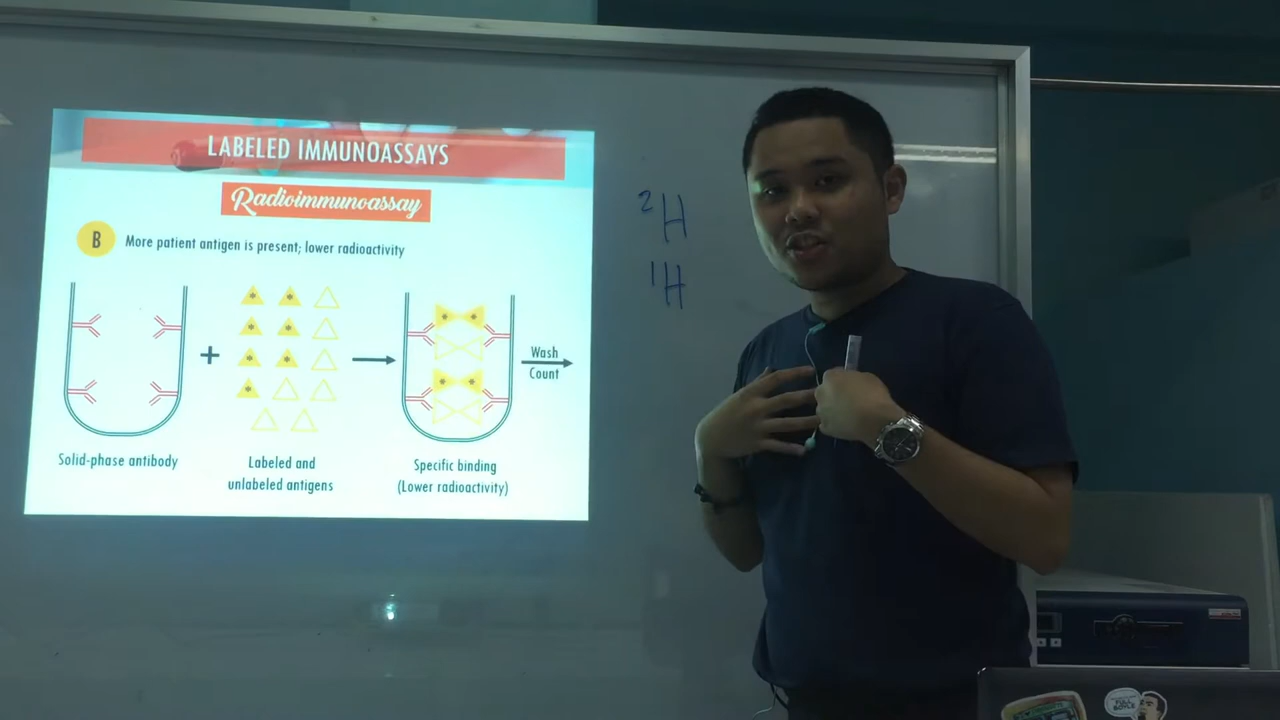 LABELED IMMUNOASSAYS
Radioimmunoassay
B More patient antigen is present; lower radioactivity
+
Wash
Count
Solid-phase antibody
Labeled and
unlabeled antigens
Specific binding
(Lower radioactivity)
²H
¹H